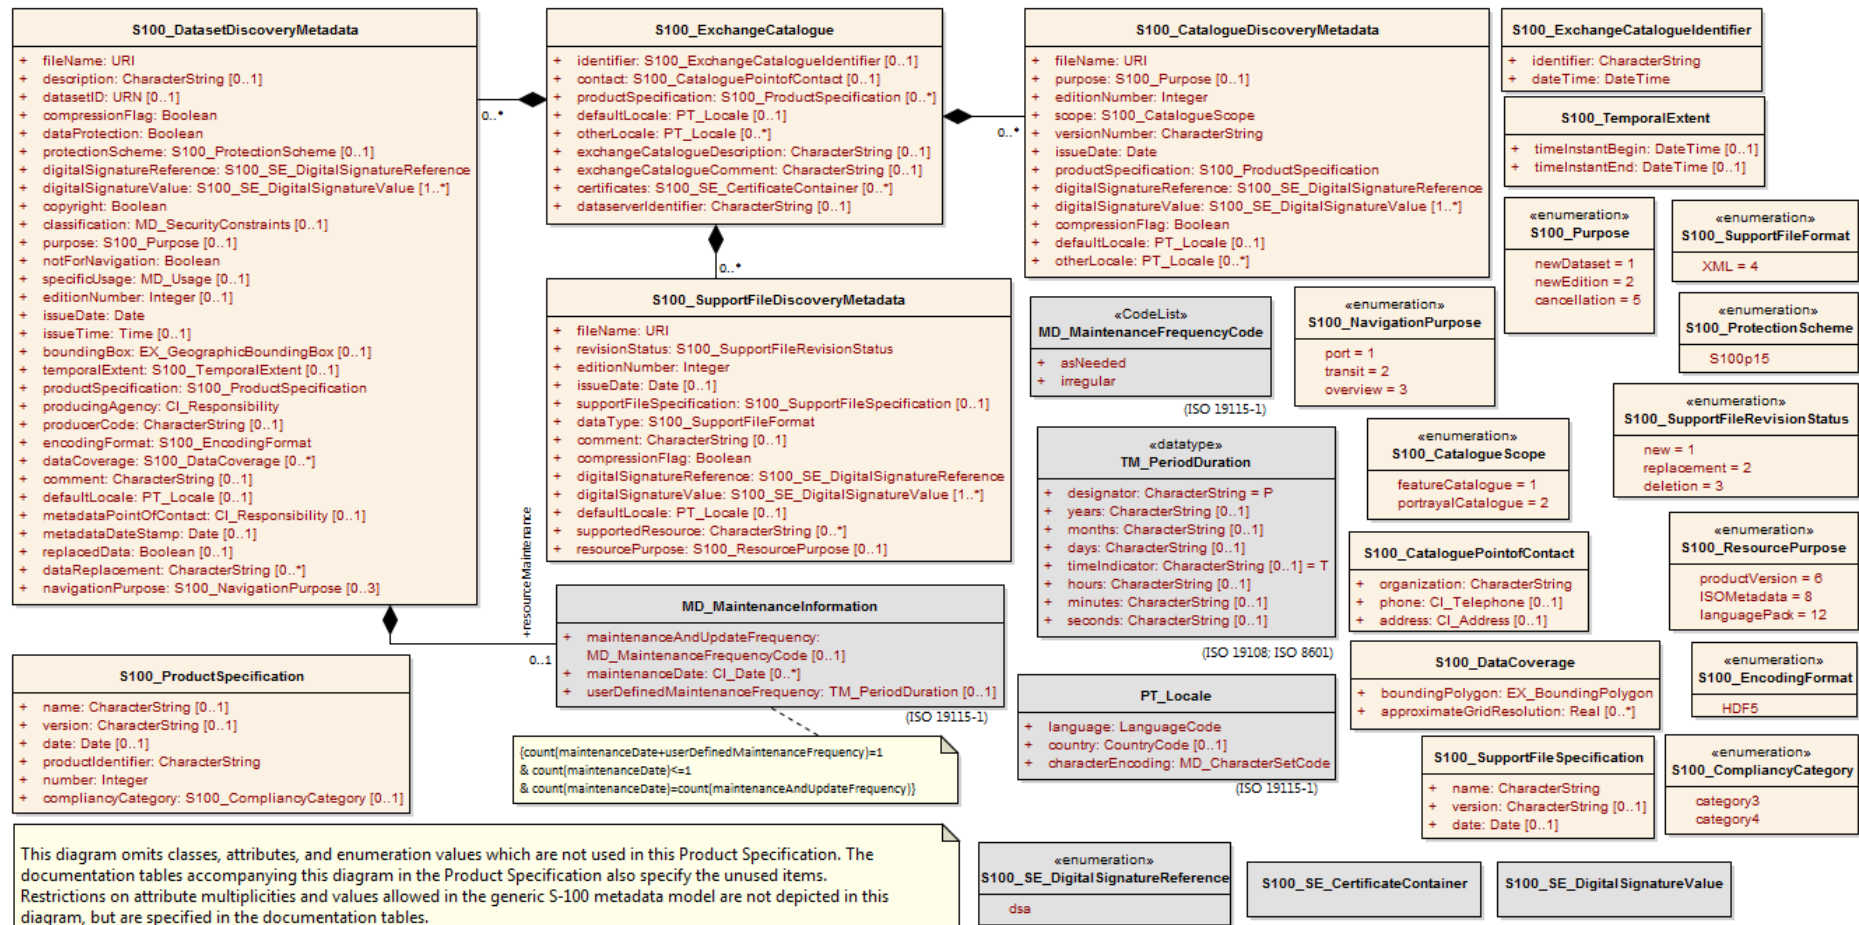 S100_DatasetDiscoveryMetadata
+ fileName: URI
+ description: CharacterString [0..1]
+ datasetID: URN [0..1]
+ compressionFlag: Boolean
+ dataProtection: Boolean
+ protectionScheme: S100_ProtectionScheme [0..1]
+ digitalSignatureReference: S100_SE_DigitalSignatureReference
+ digitalSignatureValue: S100_SE_DigitalSignatureValue [1..*]
+ copyright: Boolean
+ classification: MD_SecurityConstraints [0..1]
+ purpose: S100_Purpose [0..1]
+ notForNavigation: Boolean
+ specificUsage: MD_Usage [0..1]
+ editionNumber: Integer [0..1]
+ issueDate: Date
+ issueTime: Time [0..1]
+ boundingBox: EX_GeographicBoundingBox [0..1]
+ temporalExtent: S100_TemporalExtent [0..1]
+ productSpecification: S100_ProductSpecification
+ producingAgency: CI_Responsibility
+ producerCode: CharacterString [0..1]
+ encodingFormat: S100_EncodingFormat
+ dataCoverage: S100_DataCoverage [0..*]
+ comment: CharacterString [0..1]
+ defaultLocale: PT_Locale [0..1]
+ metadataPointOfContact: CI_Responsibility [0..1]
+ metadataDateStamp: Date [0..1]
+ replacedData: Boolean [0..1]
+ dataReplacement: CharacterString [0..*]
+ navigationPurpose: S100_NavigationPurpose [0..3]
0..*
S100_ExchangeCatalogue
+ identifier: S100_ExchangeCatalogueIdentifier [0..1]
+ contact: S100_CataloguePointofContact [0..1]
+ productSpecification: S100_ProductSpecification [0..*]
+ defaultLocale: PT_Locale [0..1]
+ otherLocale: PT_Locale [0..*]
+ exchangeCatalogueDescription: CharacterString [0..1]
+ exchangeCatalogueComment: CharacterString [0..1]
+ certificates: S100_SE_CertificateContainer [0..*]
+ dataserverIdentifier: CharacterString [0..1]
0..*
0..*
S100_CatalogueDiscoveryMetadata
+ fileName: URI
+ purpose: S100_Purpose [0..1]
+ editionNumber: Integer
+ scope: S100_CatalogueScope
+ versionNumber: CharacterString
+ issueDate: Date
+ productSpecification: S100_ProductSpecification
+ digitalSignatureReference: S100_SE_DigitalSignatureReference
+ digitalSignatureValue: S100_SE_DigitalSignatureValue [1..*]
+ compressionFlag: Boolean
+ defaultLocale: PT_Locale [0..1]
+ otherLocale: PT_Locale [0..*]
S100_ExchangeCatalogueIdentifier
+ identifier: CharacterString
+ dateTime: DateTime
S100_TemporalExtent
+ timeInstantBegin: DateTime [0..1]
+ timeInstantEnd: DateTime [0..1]
«enumeration»
S100_Purpose
newDataset = 1
newEdition = 2
cancellation = 5
«enumeration»
S100_SupportFileFormat
XML = 4
S100_SupportFileDiscoveryMetadata
+ fileName: URI
+ revisionStatus: S100_SupportFileRevisionStatus
+ editionNumber: Integer
+ issueDate: Date [0..1]
+ supportFileSpecification: S100_SupportFileSpecification [0..1]
+ dataType: S100_SupportFileFormat
+ comment: CharacterString [0..1]
+ compressionFlag: Boolean
+ digitalSignatureReference: S100_SE_DigitalSignatureReference
+ digitalSignatureValue: S100_SE_DigitalSignatureValue [1..*]
+ defaultLocale: PT_Locale [0..1]
+ supportedResource: CharacterString [0..*]
+ resourcePurpose: S100_ResourcePurpose [0..1]
«CodeList»
MD_MaintenanceFrequencyCode
+ asNeeded
+ irregular
(ISO 19115-1)
«enumeration»
S100_NavigationPurpose
port = 1
transit = 2
overview = 3
«enumeration»
S100_ProtectionScheme
S100p15
«enumeration»
S100_SupportFileRevisionStatus
new = 1
replacement = 2
deletion = 3
«datatype»
TM_PeriodDuration
+ designator: CharacterString = P
+ years: CharacterString [0..1]
+ months: CharacterString [0..1]
+ days: CharacterString [0..1]
+ timeIndicator: CharacterString [0..1] = T
+ hours: CharacterString [0..1]
+ minutes: CharacterString [0..1]
+ seconds: CharacterString [0..1]
(ISO 19108; ISO 8601)
«enumeration»
S100_CatalogueScope
featureCatalogue = 1
portrayalCatalogue = 2
«enumeration»
S100_ResourcePurpose
productVersion = 6
ISOMetadata = 8
languagePack = 12
S100_CataloguePointofContact
+ organization: CharacterString
+ phone: CI_Telephone [0..1]
+ address: CI_Address [0..1]
+resourceMaintenance
0..1
MD_MaintenanceInformation
+ maintenanceAndUpdateFrequency:
MD_MaintenanceFrequencyCode [0..1]
+ maintenanceDate: CI_Date [0..*]
+ userDefinedMaintenanceFrequency: TM_PeriodDuration [0..1]
(ISO 19115-1)
{count(maintenanceDate+userDefinedMaintenanceFrequency)=1
& count(maintenanceDate)<=1
& count(maintenanceDate)=count(maintenanceAndUpdateFrequency)}
S100_ProductSpecification
+ name: CharacterString [0..1]
+ version: CharacterString [0..1]
+ date: Date [0..1]
+ productIdentifier: CharacterString
+ number: Integer
+ compliancyCategory: S100_CompliancyCategory [0..1]
PT_Locale
+ language: LanguageCode
+ country: CountryCode [0..1]
+ characterEncoding: MD_CharacterSetCode
(ISO 19115-1)
S100_DataCoverage
+ boundingPolygon: EX_BoundingPolygon
+ approximateGridResolution: Real [0..*]
«enumeration»
S100_EncodingFormat
HDF5
S100_SupportFileSpecification
+ name: CharacterString
+ version: CharacterString [0..1]
+ date: Date [0..1]
«enumeration»
S100_CompliancyCategory
category3
category4
This diagram omits classes, attributes, and enumeration values which are not used in this Product Specification. The
documentation tables accompanying this diagram in the Product Specification also specify the unused items.
Restrictions on attribute multiplicities and values allowed in the generic S-100 metadata model are not depicted in this
diagram, but are specified in the documentation tables.
«enumeration»
S100_SE_DigitalSignatureReference
dsa
S100_SE_CertificateContainer
S100_SE_DigitalSignatureValue